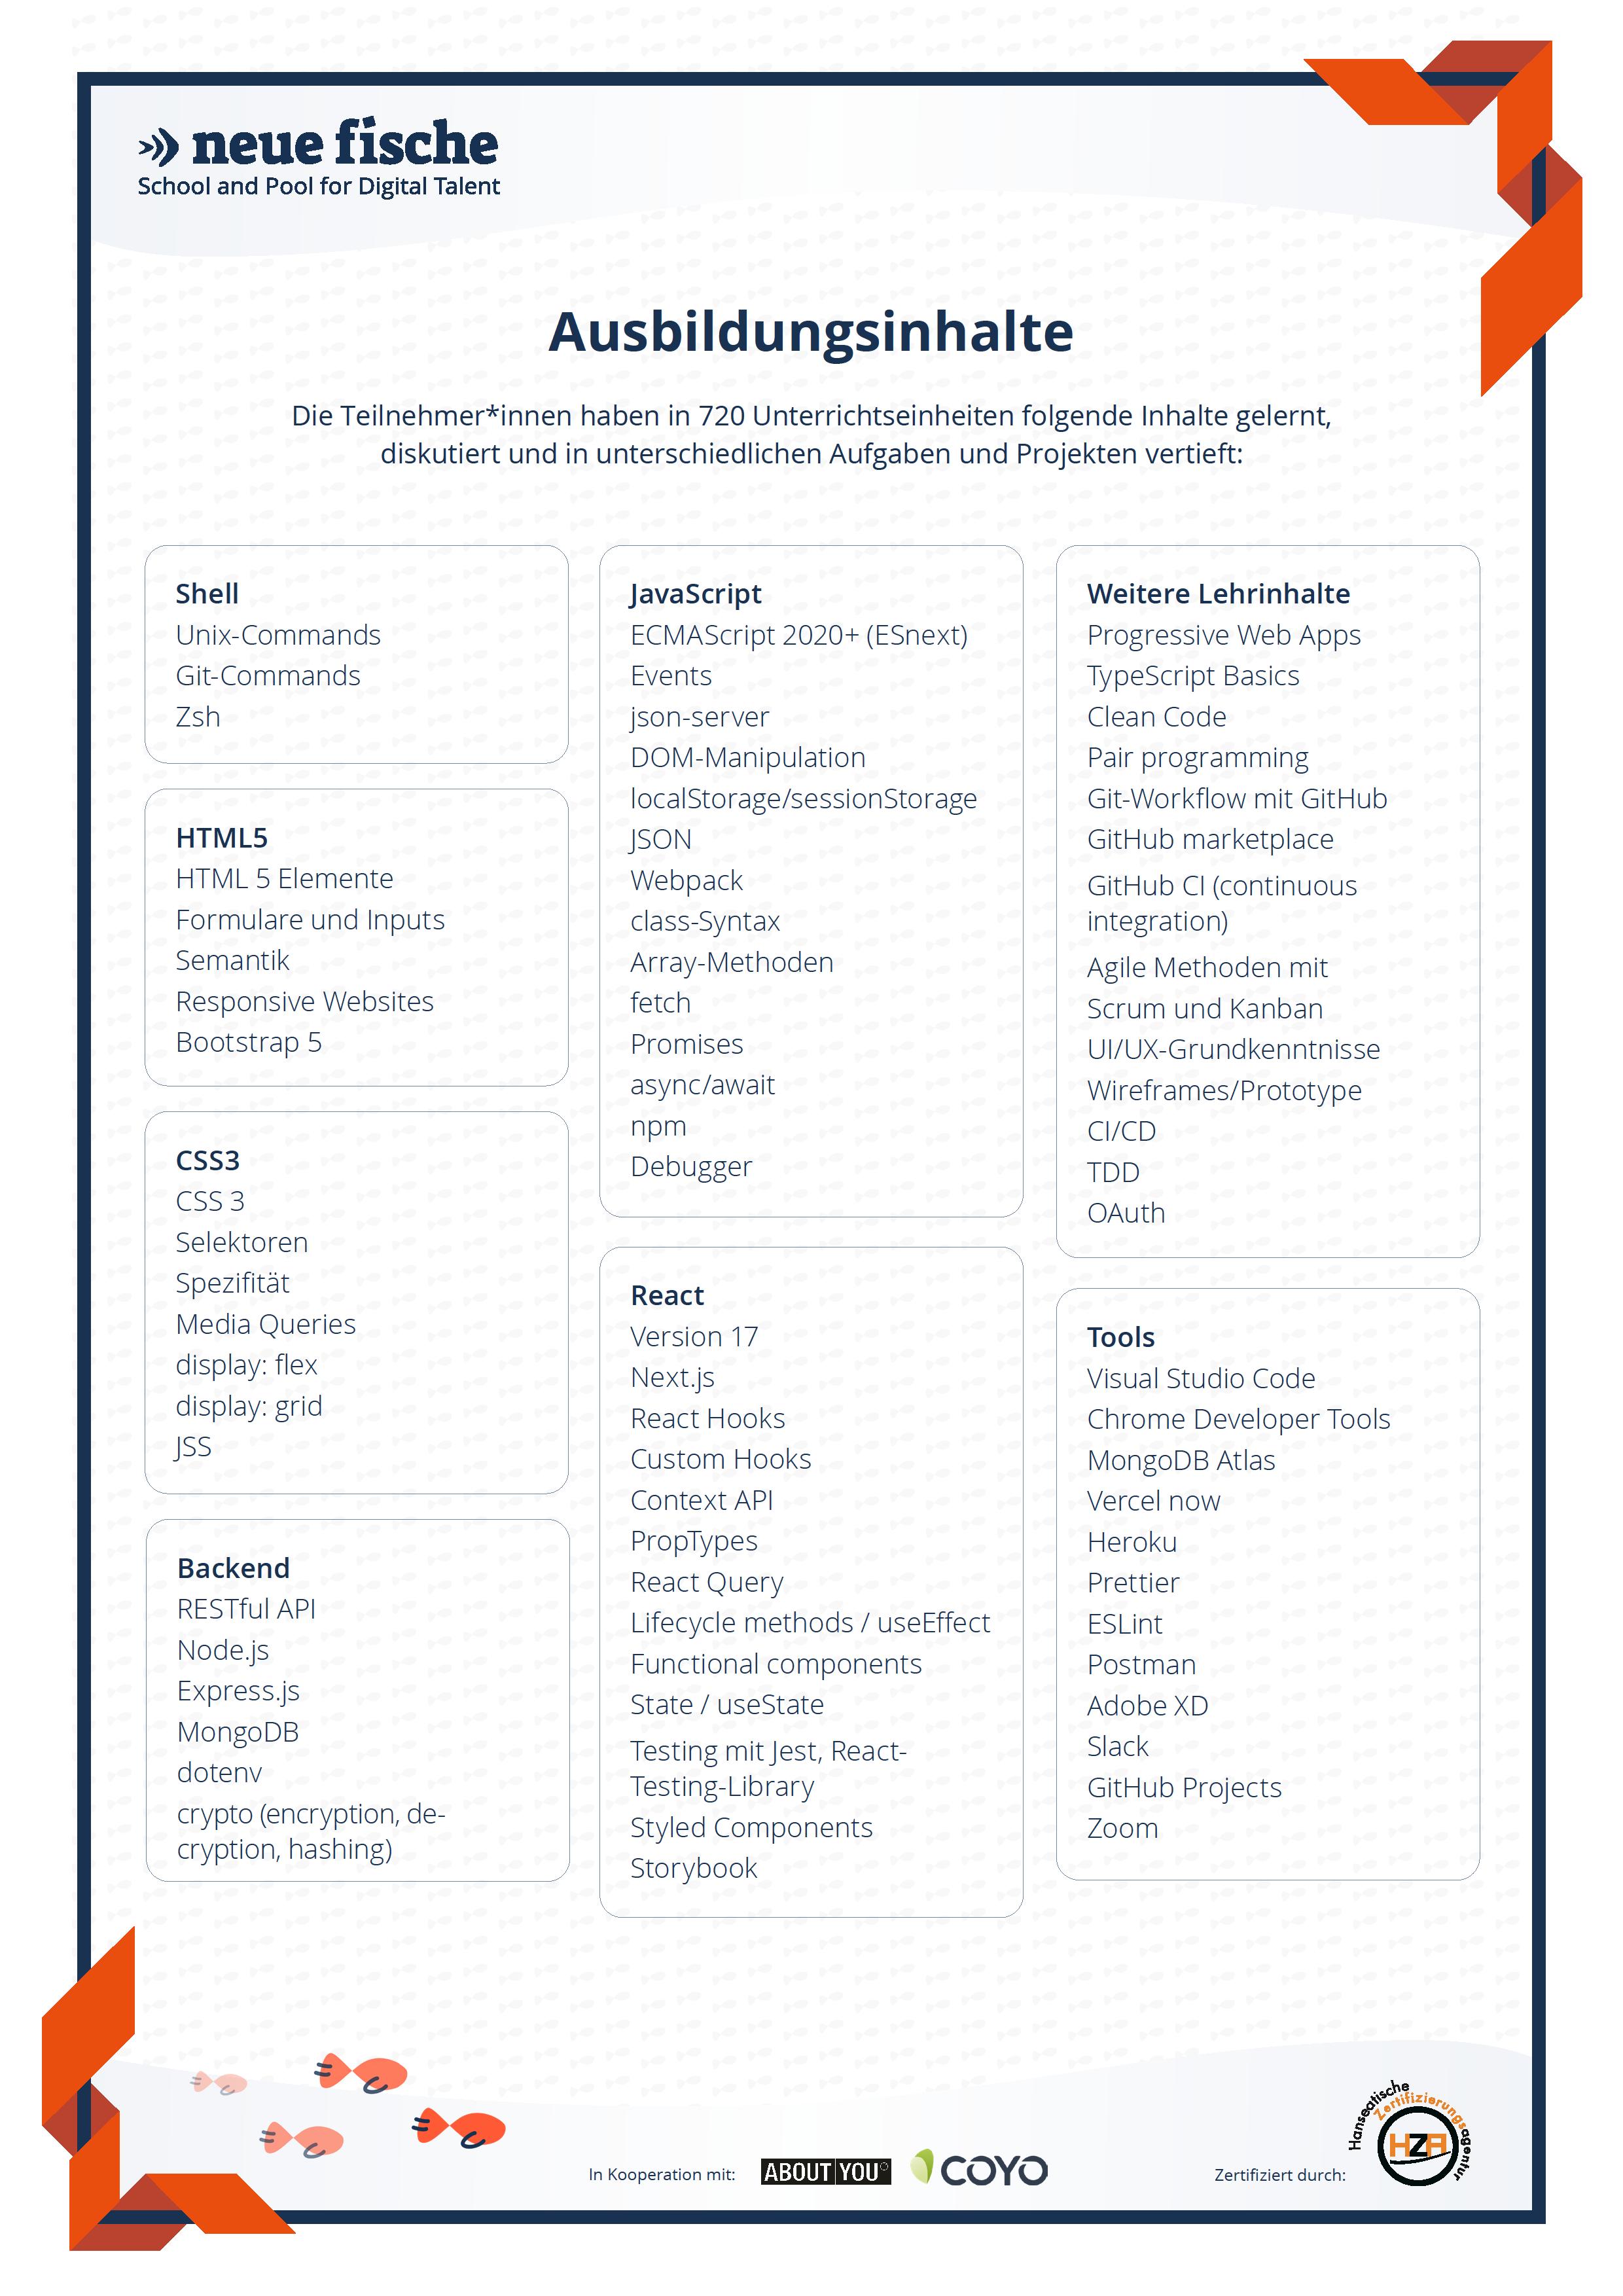 neue fische
School and Pool for Digital Talent
Ausbildungsinhalte
Die Teilnehmer*innen haben in 720 Unterrichtseinheiten folgende Inhalte gelernt,
diskutiert und in unterschiedlichen Aufgaben und Projekten vertieft:
Shell
Unix-Commands
Git-Commands
Zsh
HTML5
HTML 5 Elemente
Formulare und Inputs
Semantik
Responsive Websites
Bootstrap 5
CSS3
CSS 3
Selektoren
Spezifität
Media Queries
display: flex
display: grid
JSS
Backend
RESTful API
Node.js
Express.js
MongoDB
dotenv
crypto (encryption, de-
cryption, hashing)
JavaScript
ECMAScript 2020+ (ESnext)
Events
json-server
DOM-Manipulation
localStorage/sessionStorage
JSON
Webpack
class-Syntax
Array-Methoden
fetch
Promises
async/await
npm
Debugger
React
Version 17
Next.js
React Hooks
Custom Hooks
Context API
PropTypes
React Query
Lifecycle methods / useEffect
Functional components
State / useState
Testing mit Jest, React-
Testing-Library
Styled Components
Storybook
Weitere Lehrinhalte
Progressive Web Apps
TypeScript Basics
Clean Code
Pair programming
Git-Workflow mit GitHub
GitHub marketplace
GitHub CI (continuous
integration)
Agile Methoden mit
Scrum und Kanban
UI/UX-Grundkenntnisse
Wireframes/Prototype
CI/CD
TDD
OAuth
Tools
Visual Studio Code
Chrome Developer Tools
MongoDB Atlas
Vercel now
Heroku
Prettier
ESLint
Postman
Adobe XD
Slack
GitHub Projects
Zoom
In Kooperation mit:
ABOUT YOU
COYO
Zertifiziert durch:
Hanseatische
Zertifizierungsagentur
HZA